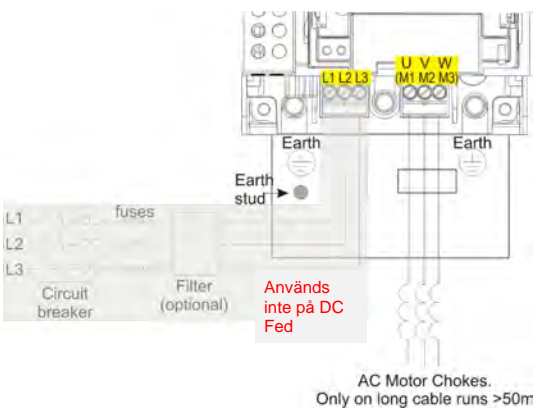 U V W
L1 L2 L3
(M1 M2 M3)
Earth
Earth
Earth
stud
fuses
L1
L2
L3
Circuit
breaker
Filter
(optional)
Används
inte på DC
Fed
AC Motor Chokes.
Only on long cable runs >50m